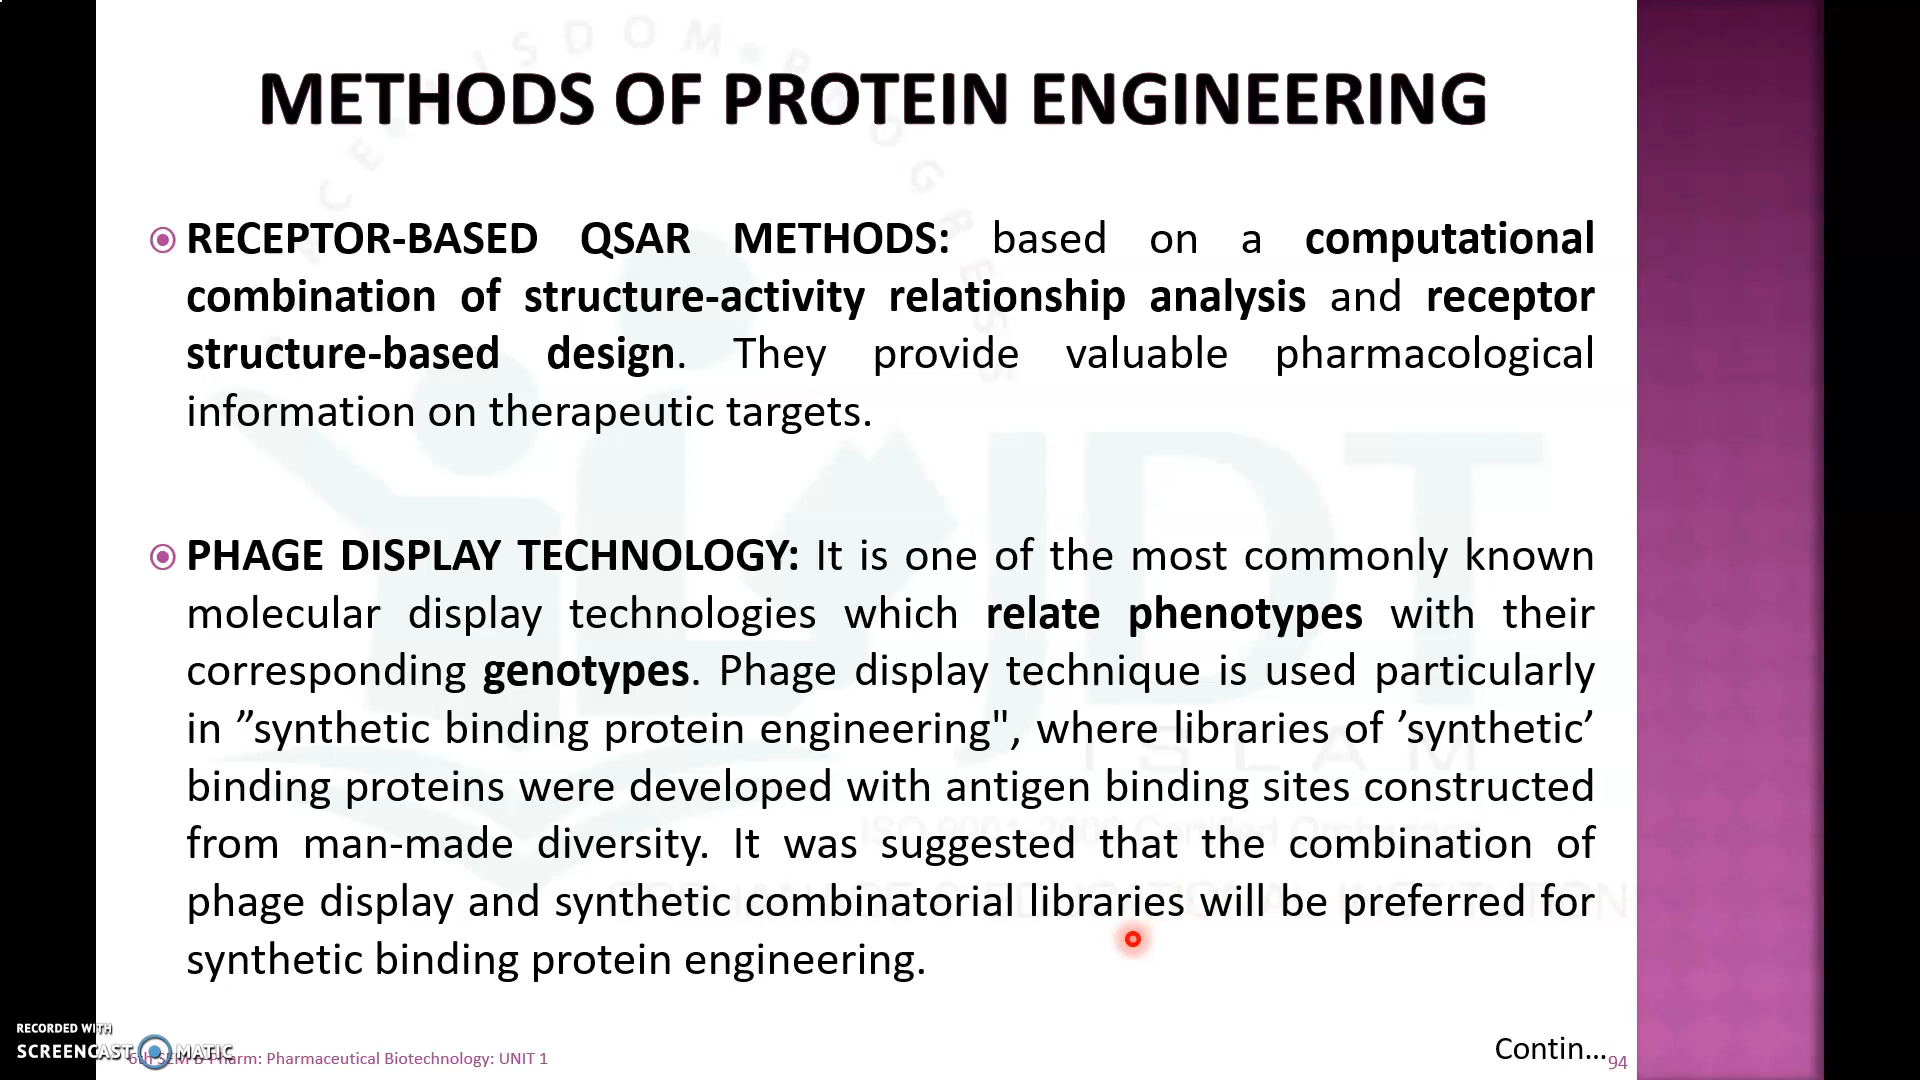 METHODS OF PROTEIN ENGINEERING
RECEPTOR-BASED QSAR METHODS: based on a computational
combination of structure-activity relationship analysis and receptor
structure-based design. They provide valuable pharmacological
information on therapeutic targets.
PHAGE DISPLAY TECHNOLOGY: It is one of the most commonly known
molecular display technologies which relate phenotypes with their
corresponding genotypes. Phage display technique is used particularly
in ”synthetic binding protein engineering", where libraries of ’synthetic’
binding proteins were developed with antigen binding sites constructed
from man-made diversity. It was suggested that the combination of
phage display and synthetic combinatorial libraries will be preferred for
synthetic binding protein engineering.
Contin...
94
6th SEM B Pharm: Pharmaceutical Biotechnology: UNIT 1
RECORDED WITH
SCREENCAST MATIC
JDT
ISLAM